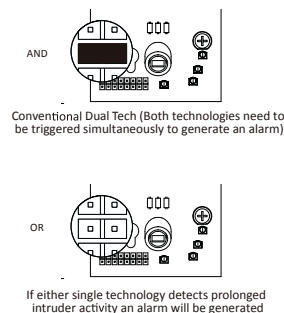 AND
Conventional Dual Tech (Both technologies need to
be triggered simultaneously to generate an alarm)
OR
If either single technology detects prolonged
intruder activity an alarm will be generated